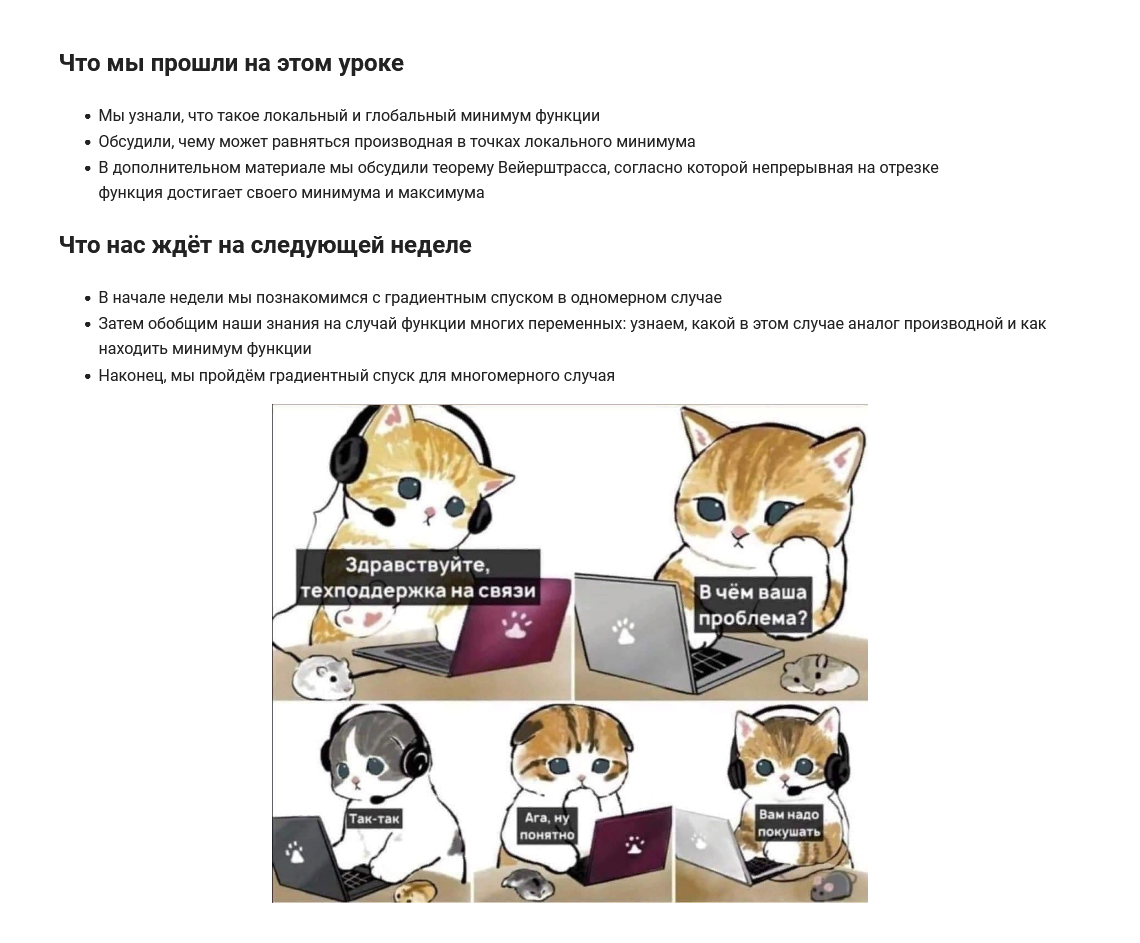 Что мы прошли на этом уроке
Мы узнали, что такое локальный и глобальный минимум функции
Обсудили, чему может равняться производная в точках локального минимума
В дополнительном материале мы обсудили теорему Вейерштрасса, согласно которой непрерывная на отрезке
функция достигает своего минимума и максимума
Что нас ждёт на следующей неделе
В начале недели мы познакомимся с градиентным спуском в одномерном случае
Затем обобщим наши знания на случай функции многих переменных: узнаем, какой в этом случае аналог производной и как
находить минимум функции
Наконец, мы пройдём градиентный спуск для многомерного случая
Здравствуйте,
техподдержка на связи
В чём ваша
проблема?
Так-так
Ага, ну
понятно
Вам надо
покушать